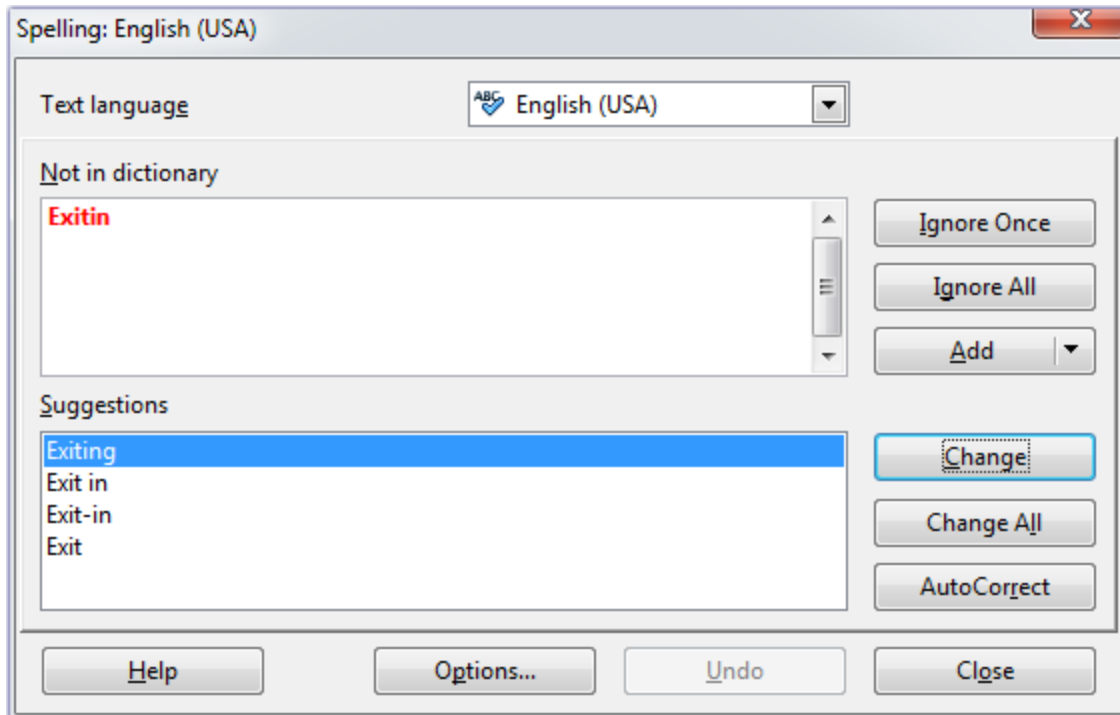 Spelling: English (USA)
Text language
ABC English (USA)
Not in dictionary
Exitin
Ignore Once
Ignore All
Add
Suggestions
Exiting
Exit in
Exit-in
Exit
Change
Change All
AutoCorrect
Help
Options...
Undo
Close